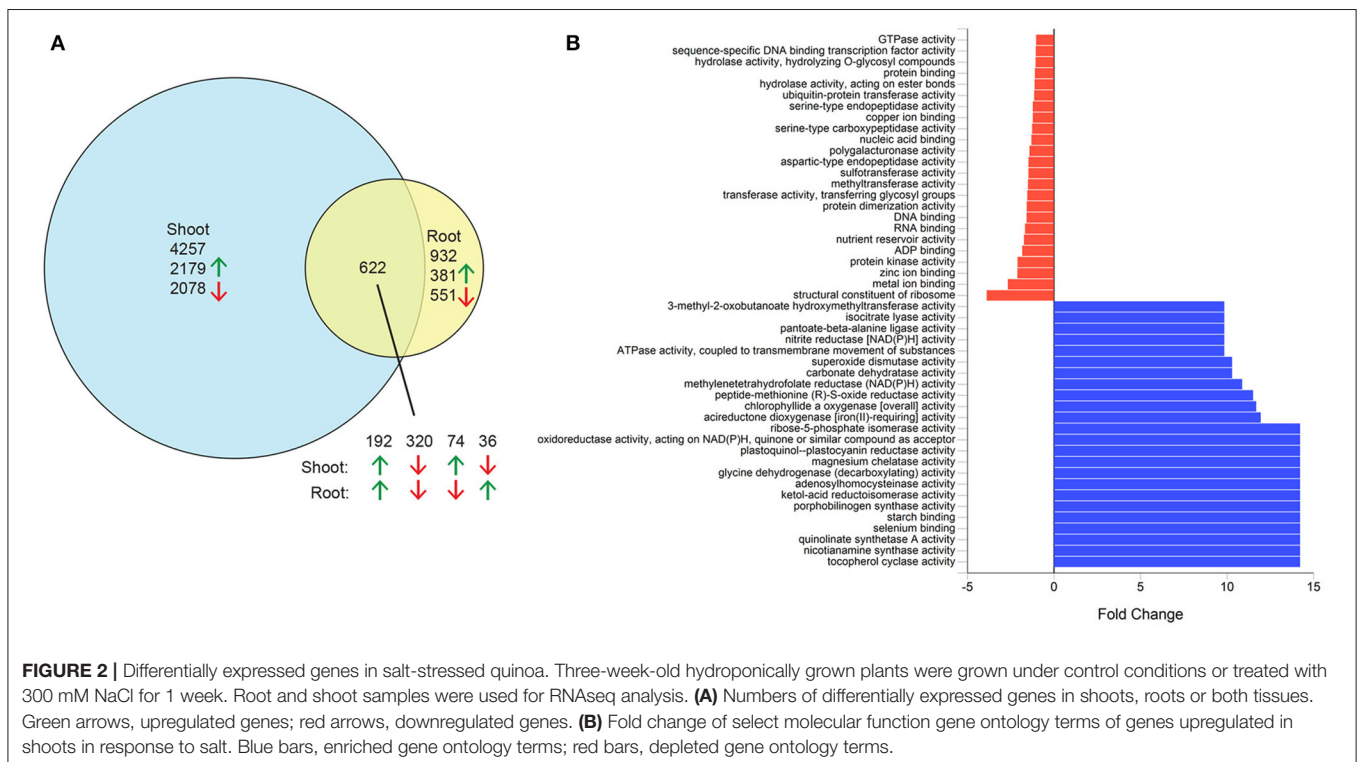 A
Shoot
4257
2179 ↑
2078 ↓
622
Root
932
381 ↑
551 ↓
192 320 74 36
Shoot: ↑ ↓ ↑ ↓
Root: ↑ ↓ ↓ ↑
B
GTPase activity
sequence-specific DNA binding transcription factor activity
hydrolase activity, hydrolyzing O-glycosyl compounds
protein binding
hydrolase activity, acting on ester bonds
ubiquitin-protein transferase activity
serine-type endopeptidase activity
copper ion binding
serine-type carboxypeptidase activity
nucleic acid binding
polygalacturonase activity
aspartic-type endopeptidase activity
sulfotransferase activity
methyltransferase activity
transferase activity, transferring glycosyl groups
protein dimerization activity
DNA binding
RNA binding
nutrient reservoir activity
ADP binding
protein kinase activity
zinc ion binding
metal ion binding
structural constituent of ribosome
3-methyl-2-oxobutanoate hydroxymethyltransferase activity
isocitrate lyase activity
pantoate-beta-alanine ligase activity
nitrite reductase [NAD(P)H] activity
ATPase activity, coupled to transmembrane movement of substances
superoxide dismutase activity
carbonate dehydratase activity
methylenetetrahydrofolate reductase (NAD(P)H) activity
peptide-methionine (R)-S-oxide reductase activity
chlorophyllide a oxygenase [overall] activity
acireductone dioxygenase [iron(II)-requiring] activity
ribose-5-phosphate isomerase activity
oxidoreductase activity, acting on NAD(P)H, quinone or similar compound as acceptor
plastoquinol--plastocyanin reductase activity
magnesium chelatase activity
glycine dehydrogenase (decarboxylating) activity
adenosylhomocysteinase activity
ketol-acid reductoisomerase activity
porphobilinogen synthase activity
starch binding
selenium binding
quinolinate synthetase A activity
nicotianamine synthase activity
tocopherol cyclase activity
-5 0 5 10 15
Fold Change
FIGURE 2 | Differentially expressed genes in salt-stressed quinoa. Three-week-old hydroponically grown plants were grown under control conditions or treated with
300 mM NaCl for 1 week. Root and shoot samples were used for RNAseq analysis. (A) Numbers of differentially expressed genes in shoots, roots or both tissues.
Green arrows, upregulated genes; red arrows, downregulated genes. (B) Fold change of select molecular function gene ontology terms of genes upregulated in
shoots in response to salt. Blue bars, enriched gene ontology terms; red bars, depleted gene ontology terms.